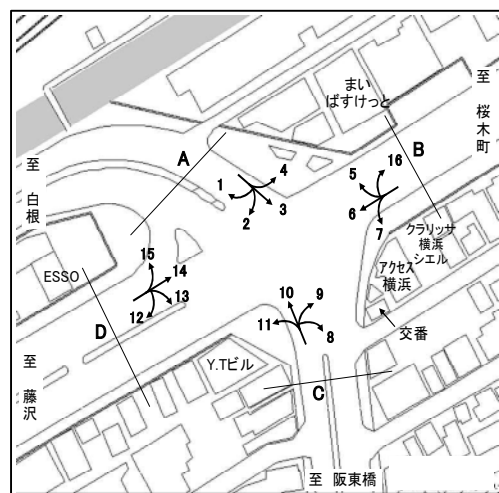 まい
ばすけっと
至
桜
木
町
至
白
根
A
B
4
16
1
5
3
2
6
7
クラリッサ
横浜
シエル
アクセス
横浜
15
ESSO
14
13
12
10
9
11
8
交番
D
至
藤
沢
Y.Tビル
C
至 阪東橋